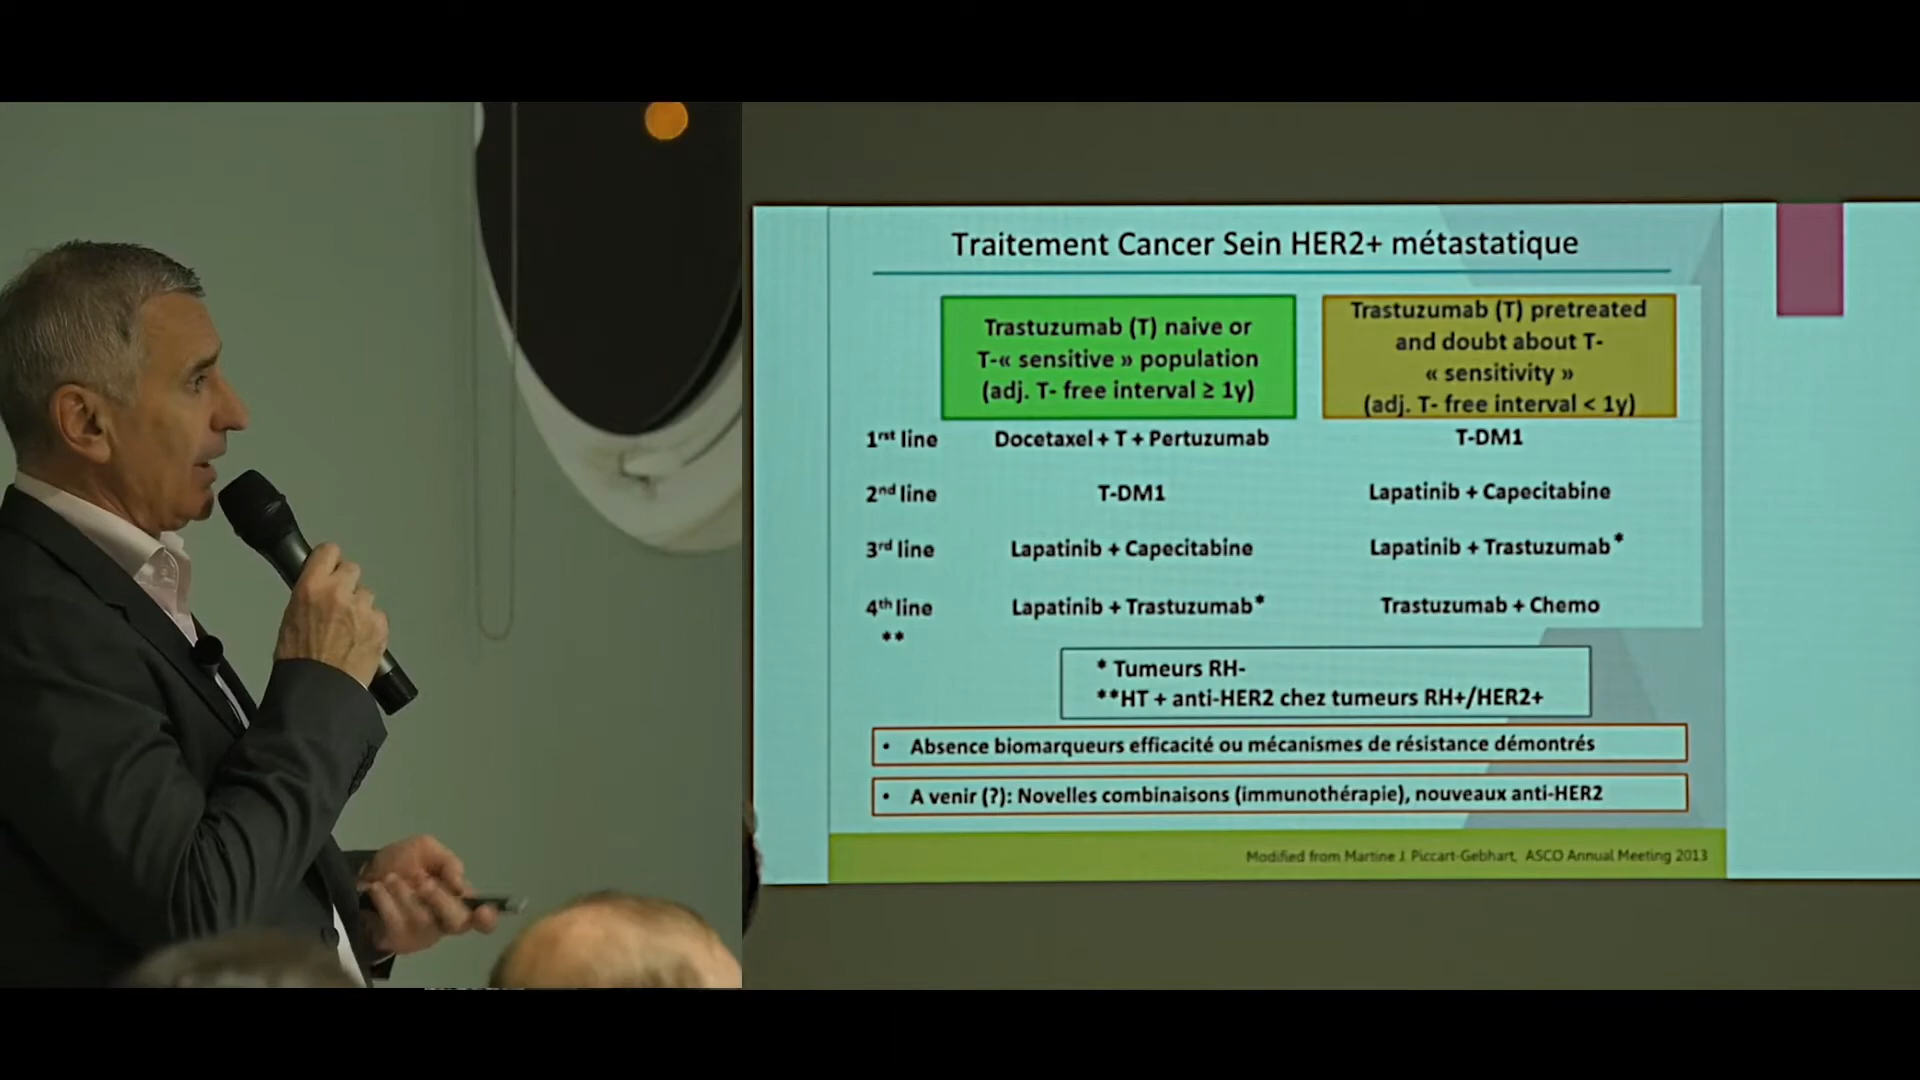 Traitement Cancer Sein HER2+ métastatique
Trastuzumab (T) naive or
T-« sensitive » population
(adj. T- free interval ≥ 1y)
Trastuzumab (T) pretreated
and doubt about T-
« sensitivity »
(adj. T- free interval < 1y)
1rst line Docetaxel + T + Pertuzumab T-DM1
2nd line T-DM1 Lapatinib + Capecitabine
3rd line Lapatinib + Capecitabine Lapatinib + Trastuzumab*
4th line Lapatinib + Trastuzumab* Trastuzumab + Chemo
**
* Tumeurs RH-
**HT + anti-HER2 chez tumeurs RH+/HER2+
• Absence biomarqueurs efficacité ou mécanismes de résistance démontrés
• A venir (?): Novelles combinaisons (immunothérapie), nouveaux anti-HER2
Modified from Martine J. Piccart-Gebhart, ASCO Annual Meeting 2013